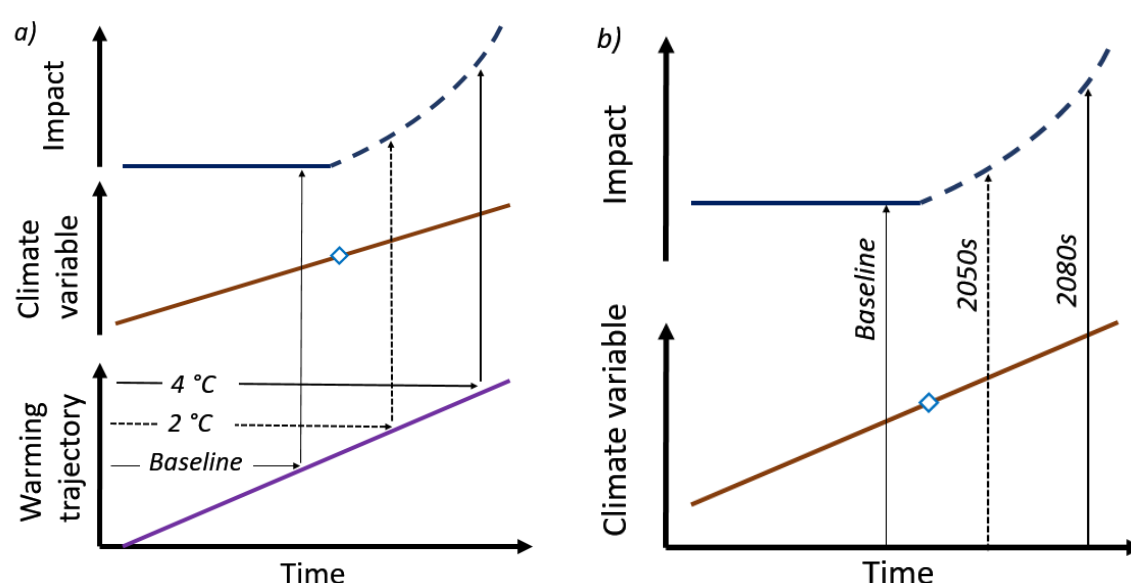 a)
Impact
Climate
variable
Warming
trajectory
4 °C
2 °C
Baseline
Time
b)
Impact
Climate variable
Baseline
2050s
2080s
Time